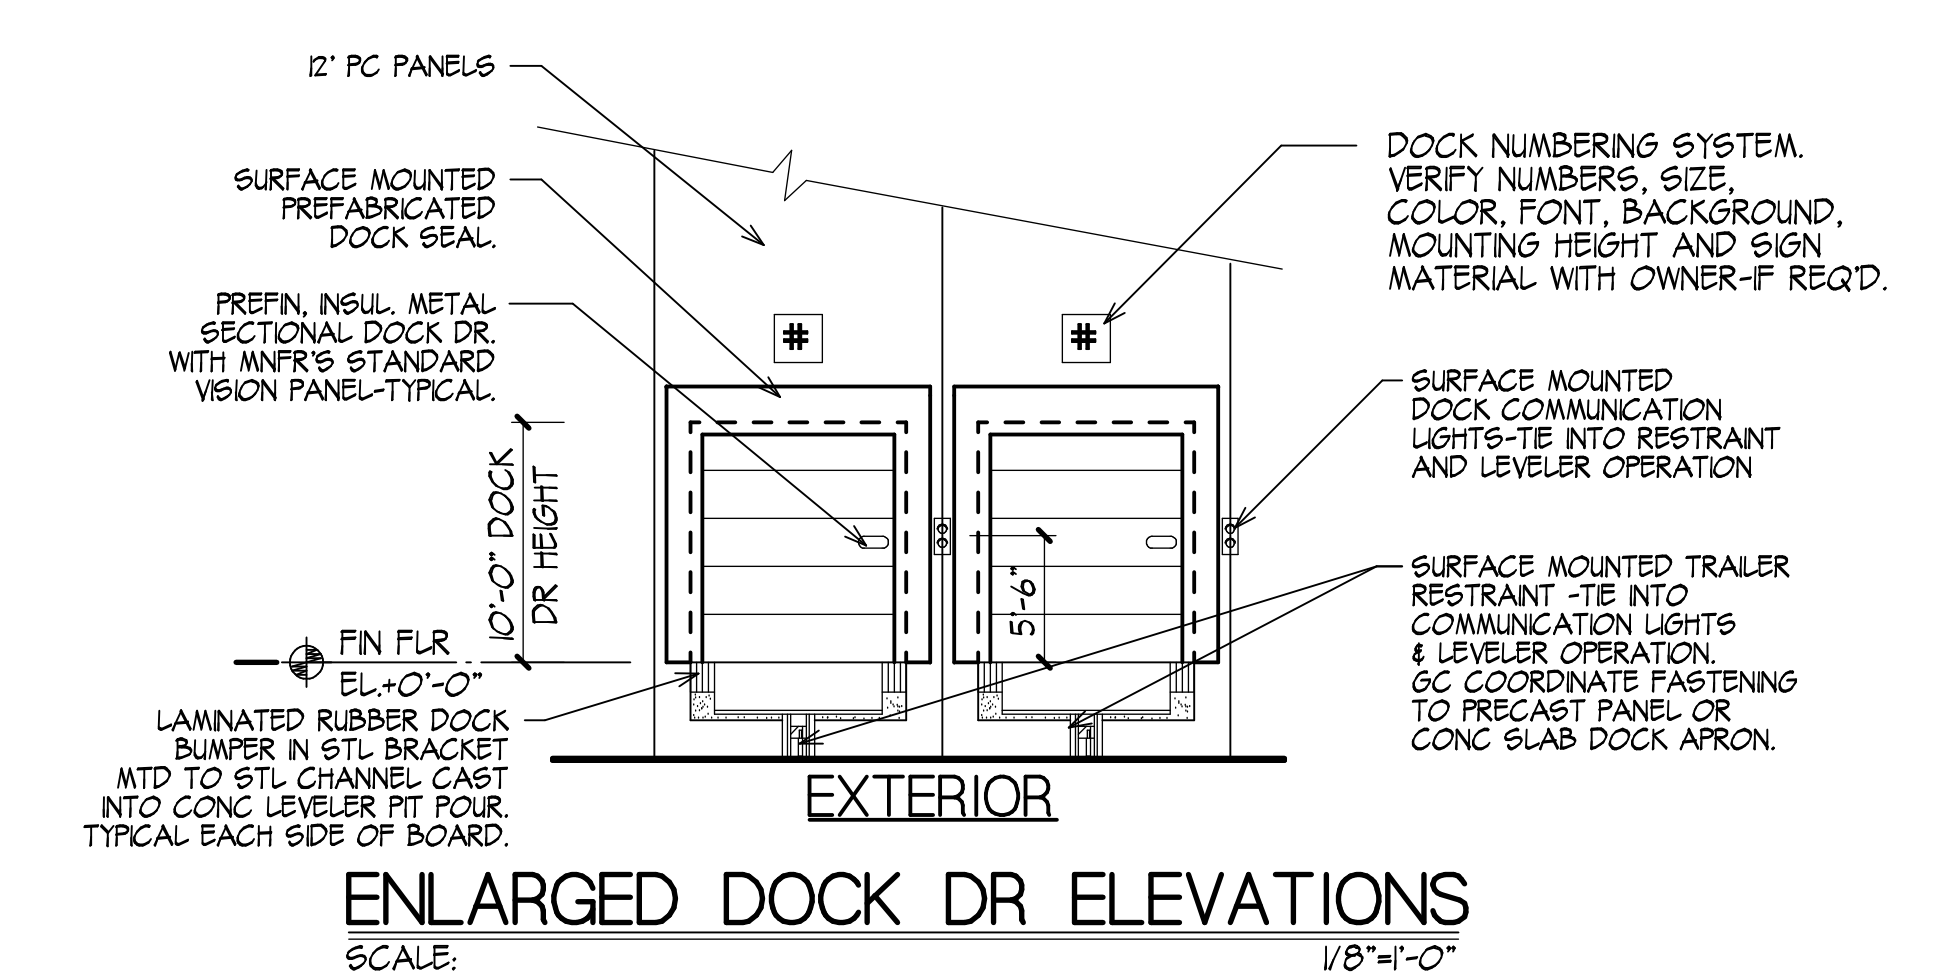 12' PC PANELS
SURFACE MOUNTED
PREFABRICATED
DOCK SEAL.
PREFIN, INSUL. METAL
SECTIONAL DOCK DR.
WITH MNFR'S STANDARD
VISION PANEL-TYPICAL.
10'-0" DOCK
DR HEIGHT
FIN FLR
EL.+0'-0"
LAMINATED RUBBER DOCK
BUMPER IN STL BRACKET
MTD TO STL CHANNEL CAST
INTO CONC LEVELER PIT POUR.
TYPICAL EACH SIDE OF BOARD.
#
#
5'-6"
DOCK NUMBERING SYSTEM.
VERIFY NUMBERS, SIZE,
COLOR, FONT, BACKGROUND,
MOUNTING HEIGHT AND SIGN
MATERIAL WITH OWNER-IF REQ'D.
SURFACE MOUNTED
DOCK COMMUNICATION
LIGHTS-TIE INTO RESTRAINT
AND LEVELER OPERATION
SURFACE MOUNTED TRAILER
RESTRAINT -TIE INTO
COMMUNICATION LIGHTS
& LEVELER OPERATION.
GC COORDINATE FASTENING
TO PRECAST PANEL OR
CONC SLAB DOCK APRON.
EXTERIOR
ENLARGED DOCK DR ELEVATIONS
SCALE: 1/8"=1'-0"